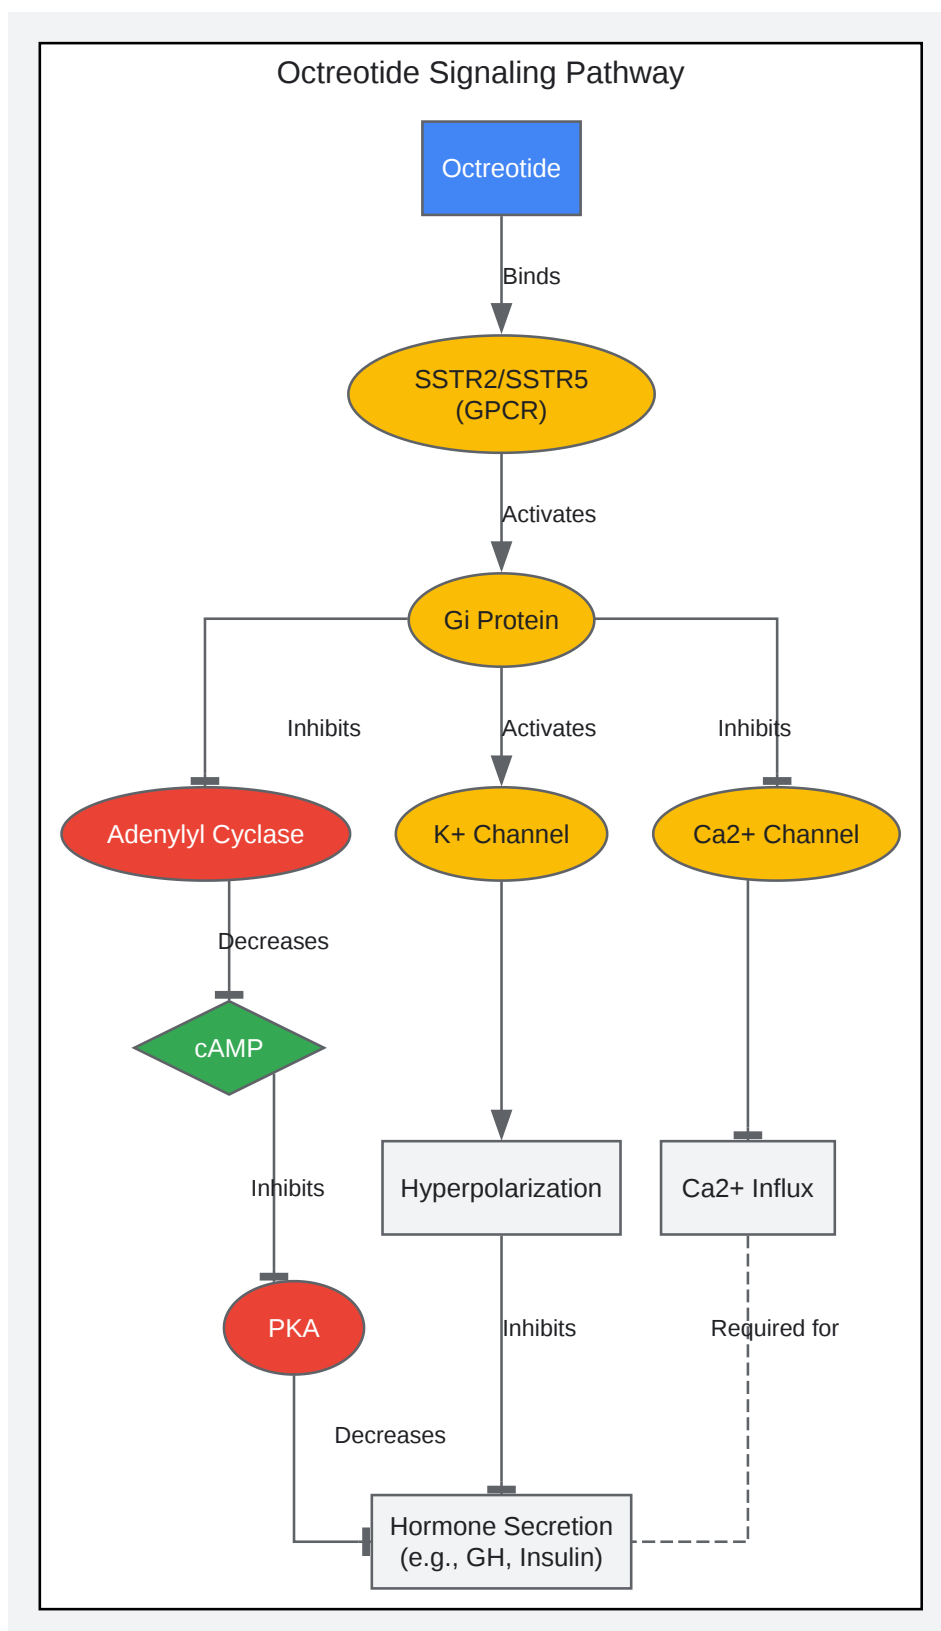 Octreotide Signaling Pathway
Octreotide
Binds
SSTR2/SSTR5
(GPCR)
Activates
Gi Protein
Inhibits
Activates
Inhibits
Adenylyl Cyclase
K+ Channel
Ca2+ Channel
Decreases
cAMP
Inhibits
Hyperpolarization
Ca2+ Influx
PKA
Inhibits
Required for
Decreases
Hormone Secretion
(e.g., GH, Insulin)